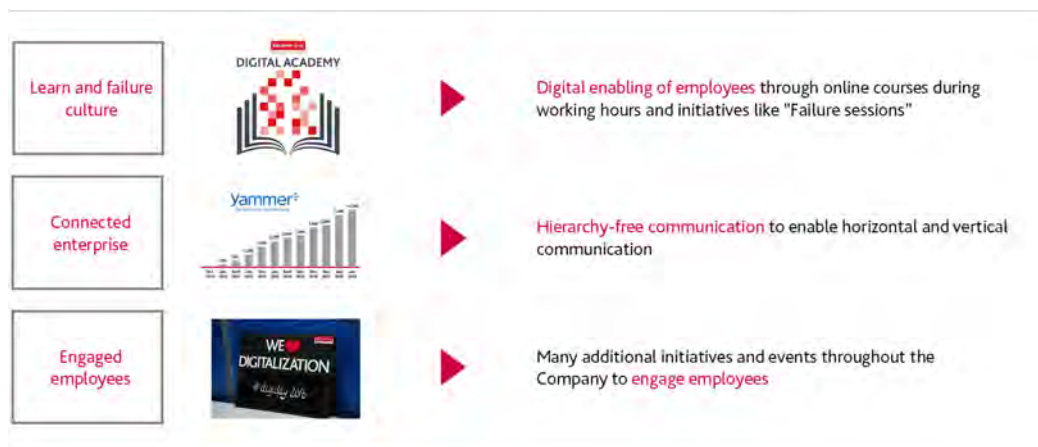 Learn and failure
culture
DIGITAL ACADEMY
Digital enabling of employees through online courses during
working hours and initiatives like "Failure sessions"
Connected
enterprise
yammer
Hierarchy-free communication to enable horizontal and vertical
communication
Engaged
employees
WE
DIGITALIZATION
#digiday 2016
Many additional initiatives and events throughout the
Company to engage employees